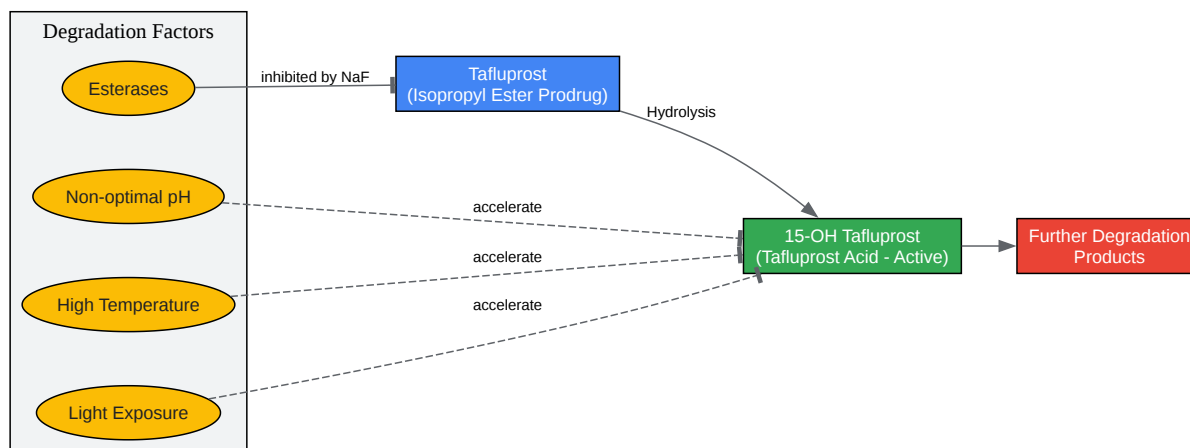 Degradation Factors
Esterases
inhibited by NaF
Tafluprost
(Isopropyl Ester Prodrug)
Hydrolysis
Non-optimal pH
accelerate
15-OH Tafluprost
(Tafluprost Acid - Active)
Further Degradation
Products
High Temperature
accelerate
accelerate
Light Exposure